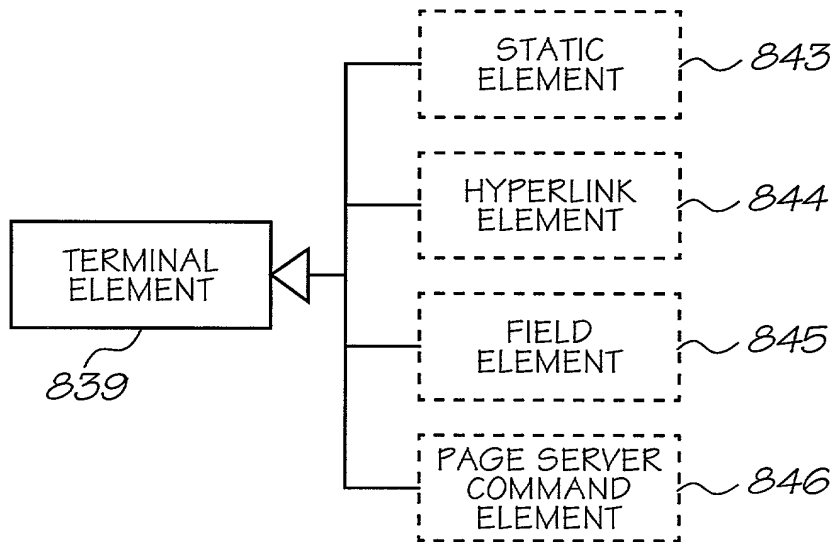 STATIC
ELEMENT
843
HYPERLINK
ELEMENT
844
TERMINAL
ELEMENT
839
FIELD
ELEMENT
845
PAGE SERVER
COMMAND
ELEMENT
846